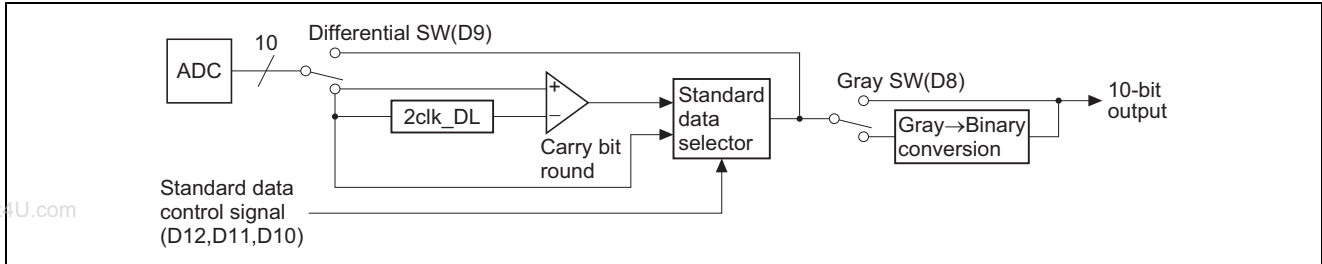 Differential SW(D9)
10
ADC
Gray SW(D8)
10-bit
output
+
Standard
data
selector
2clk_DL
−
Gray→Binary
conversion
Carry bit
round
Standard data
control signal
(D12,D11,D10)
4U.com